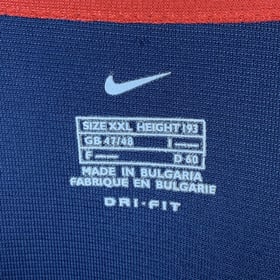 SIZE XXL HEIGHT 193
GB 47/48 I ——
F —— D 60
MADE IN BULGARIA
FABRIQUE EN BULGARIE
DRI-FIT